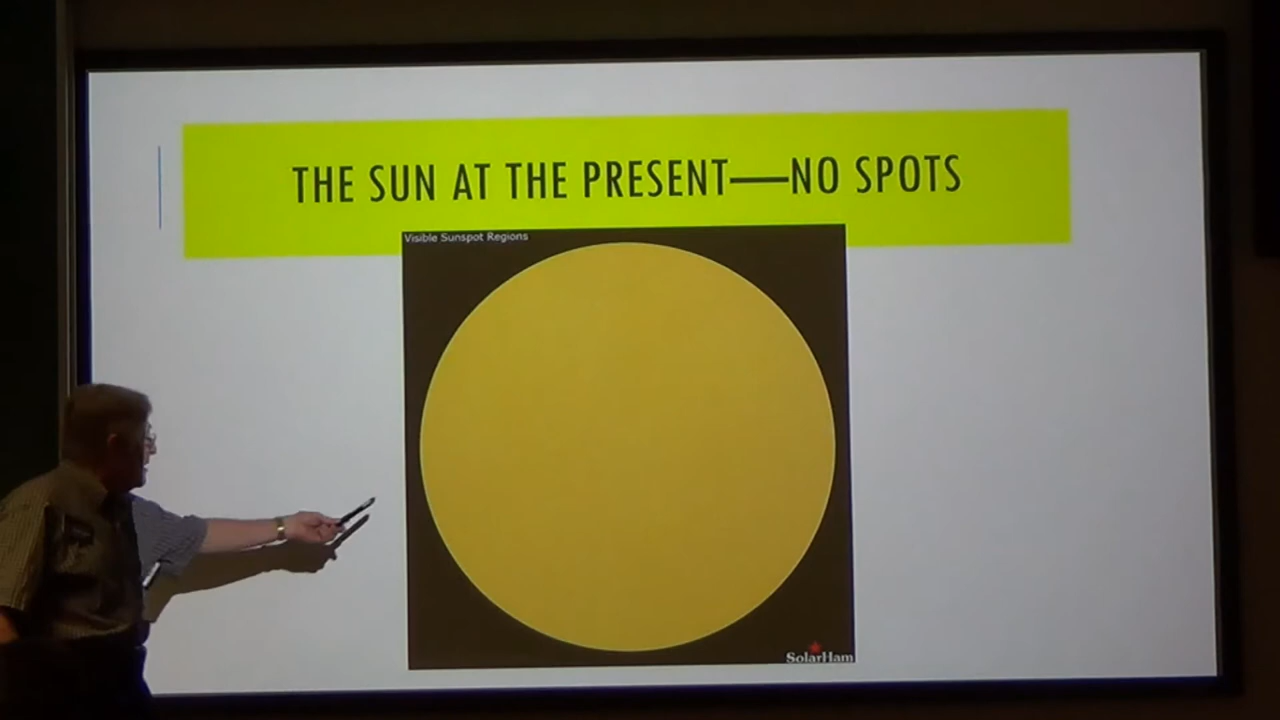 THE SUN AT THE PRESENT—NO SPOTS
Visible Sunspot Regions
SolarHam